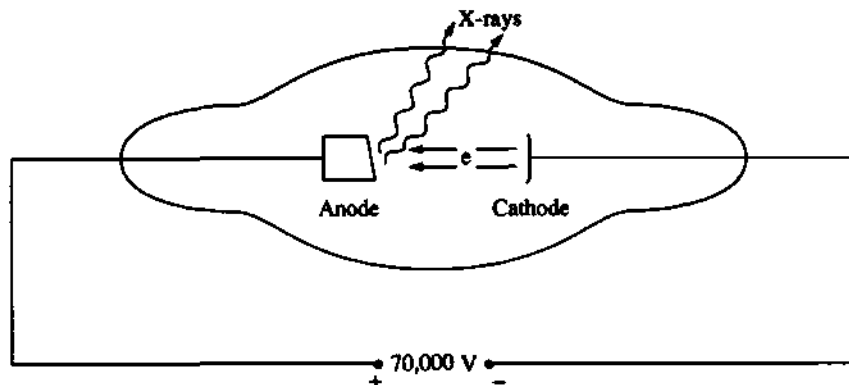 X-rays
e
Anode
Cathode
70,000 V
+
−